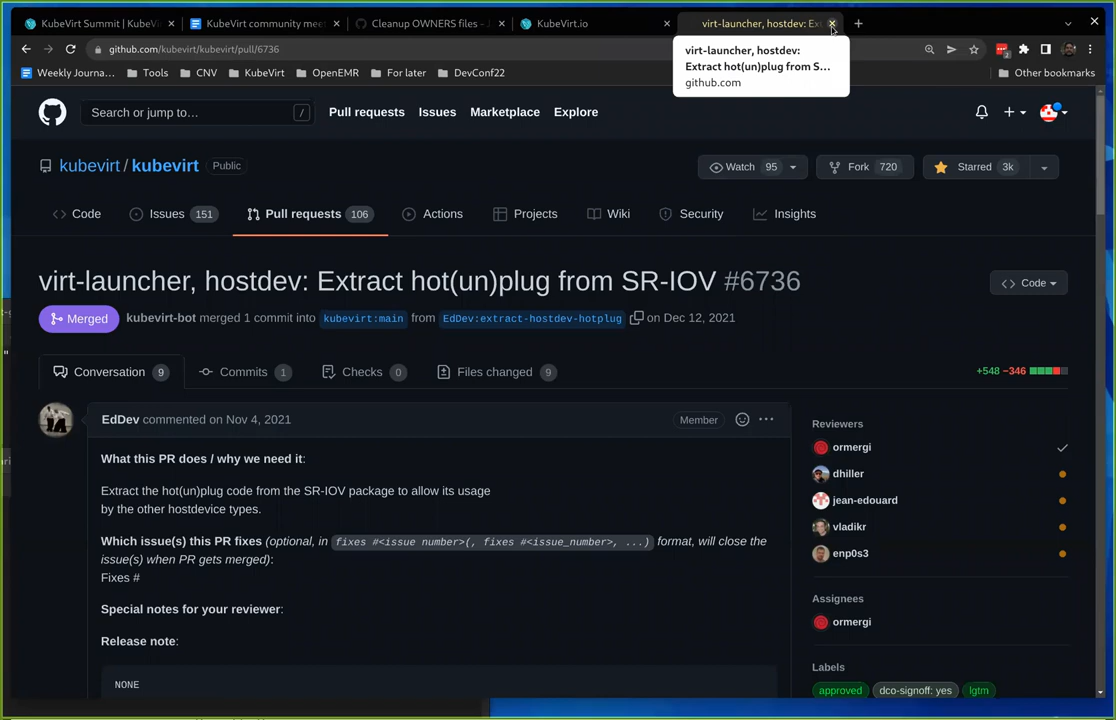 KubeVirt Summit | KubeV
KubeVirt community mee
Cleanup OWNERS files
KubeVirt.io
virt-launcher, hostdev: Ex
github.com/kubevirt/kubevirt/pull/6736
virt-launcher, hostdev:
Extract hot(un)plug from S...
github.com
Weekly Journa...
Tools
CNV
KubeVirt
OpenEMR
For later
DevConf22
Other bookmarks
Search or jump to...
/
Pull requests
Issues
Marketplace
Explore
kubevirt / kubevirt
Public
Watch 95
Fork 720
Starred 3k
Code
Issues 151
Pull requests 106
Actions
Projects
Wiki
Security
Insights
virt-launcher, hostdev: Extract hot(un)plug from SR-IOV #6736
Code
Merged
kubevirt-bot merged 1 commit into kubevirt:main from EdDev:extract-hostdev-hotplug on Dec 12, 2021
Conversation 9
Commits 1
Checks 0
Files changed 9
+548 −346
EdDev commented on Nov 4, 2021
Member
What this PR does / why we need it:
Extract the hot(un)plug code from the SR-IOV package to allow its usage
by the other hostdevice types.
Which issue(s) this PR fixes (optional, in fixes #<issue number>(, fixes #<issue_number>, ...) format, will close the
issue(s) when PR gets merged):
Fixes #
Special notes for your reviewer:
Release note:
NONE
Reviewers
ormergi
dhiller
jean-edouard
vladikr
enp0s3
Assignees
ormergi
Labels
approved
dco-signoff: yes
lgtm